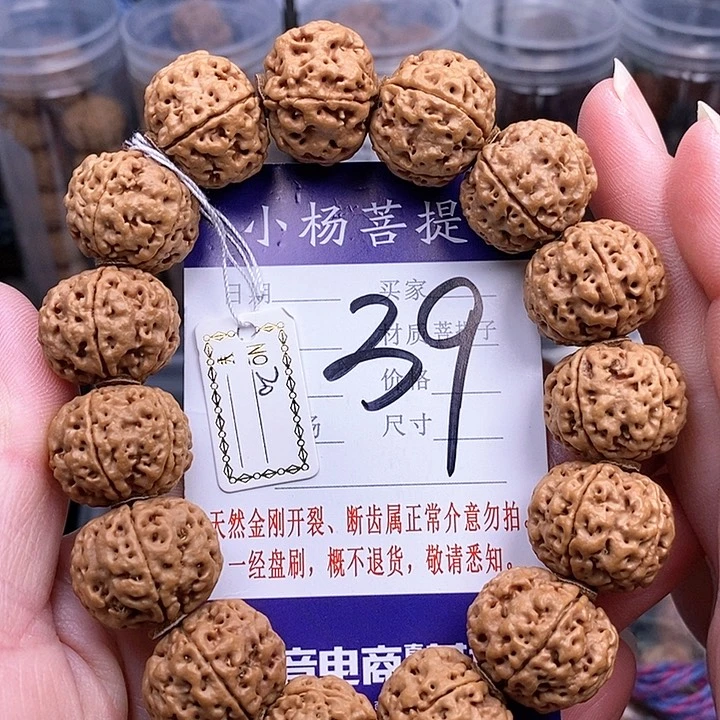 小杨菩提
日期 买家
材质 菩提子
39
价格
场 尺寸
NO 20
天然金刚开裂、断齿属正常介意勿拍。
一经盘刷，概不退货，敬请悉知。
音电商